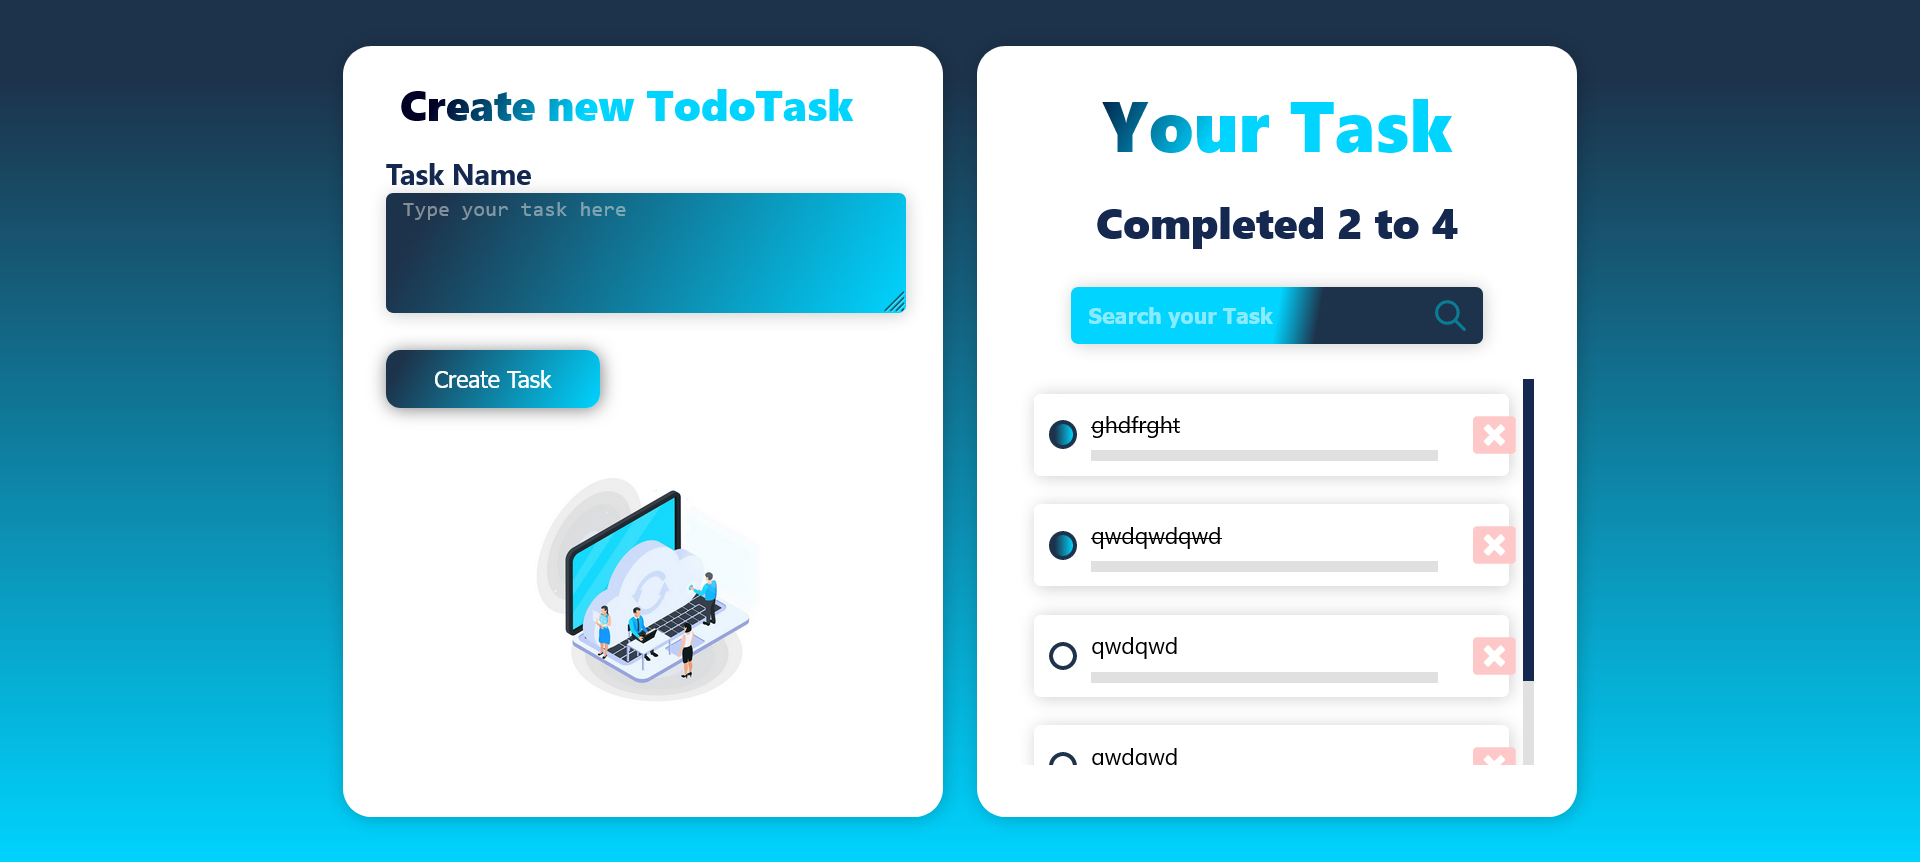 Create new TodoTask
Task Name
Type your task here
Create Task
Your Task
Completed 2 to 4
Search your Task
ghdfrght
qwdqwdqwd
qwdqwd
qwdqwd